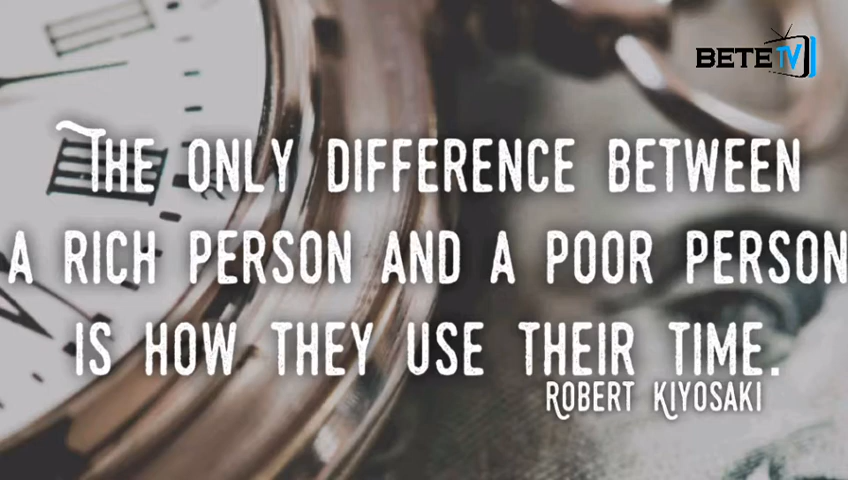 BETE TV
THE ONLY DIFFERENCE BETWEEN
A RICH PERSON AND A POOR PERSON
IS HOW THEY USE THEIR TIME.
ROBERT KIYOSAKI